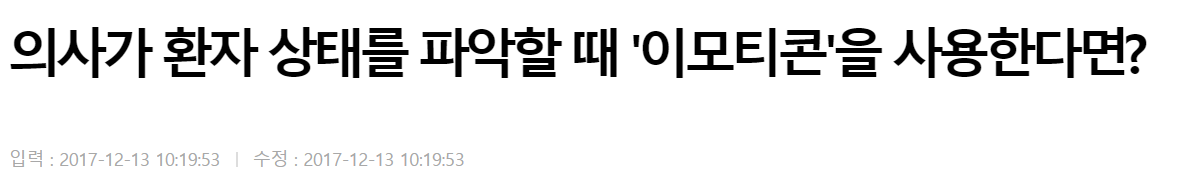 의사가 환자 상태를 파악할 때 '이모티콘'을 사용한다면?
입력 : 2017-12-13 10:19:53 | 수정 : 2017-12-13 10:19:53